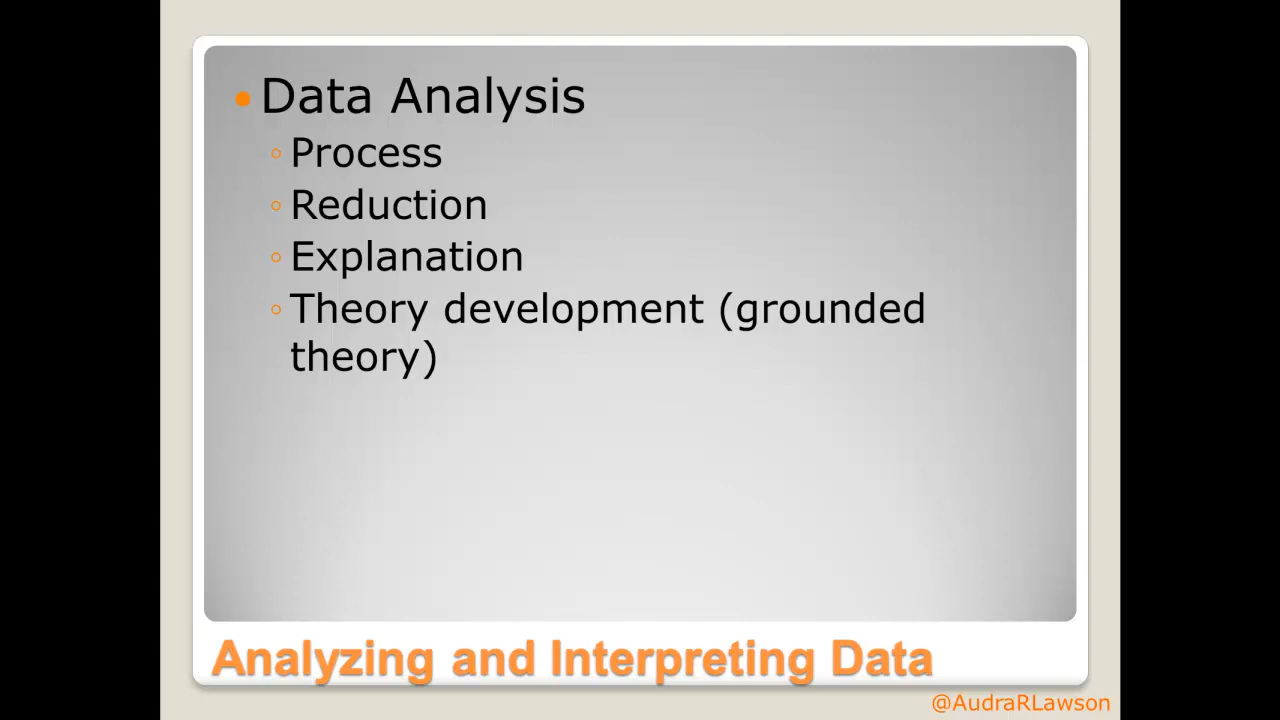 Data Analysis
Process
Reduction
Explanation
Theory development (grounded
theory)
Analyzing and Interpreting Data
@AudraRLawson